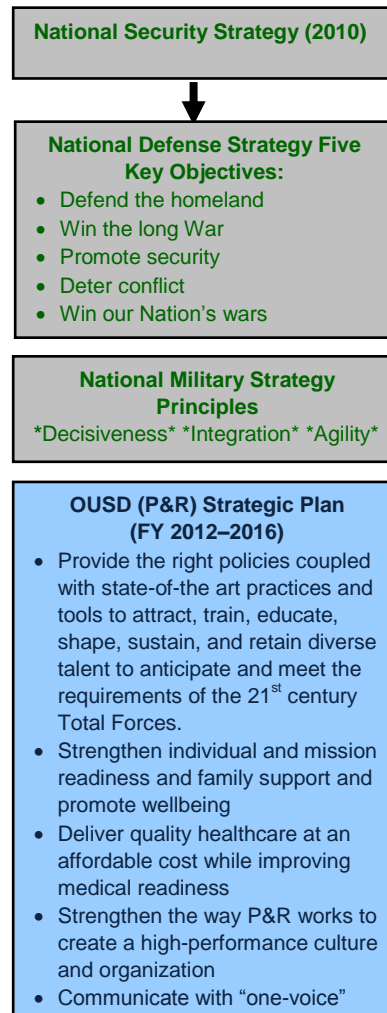 National Security Strategy (2010)
National Defense Strategy Five
Key Objectives:
• Defend the homeland
• Win the long War
• Promote security
• Deter conflict
• Win our Nation’s wars
National Military Strategy
Principles
*Decisiveness* *Integration* *Agility*
OUSD (P&R) Strategic Plan
(FY 2012–2016)
• Provide the right policies coupled
with state-of-the art practices and
tools to attract, train, educate,
shape, sustain, and retain diverse
talent to anticipate and meet the
requirements of the 21st century
Total Forces.
• Strengthen individual and mission
readiness and family support and
promote wellbeing
• Deliver quality healthcare at an
affordable cost while improving
medical readiness
• Strengthen the way P&R works to
create a high-performance culture
and organization
• Communicate with “one-voice”